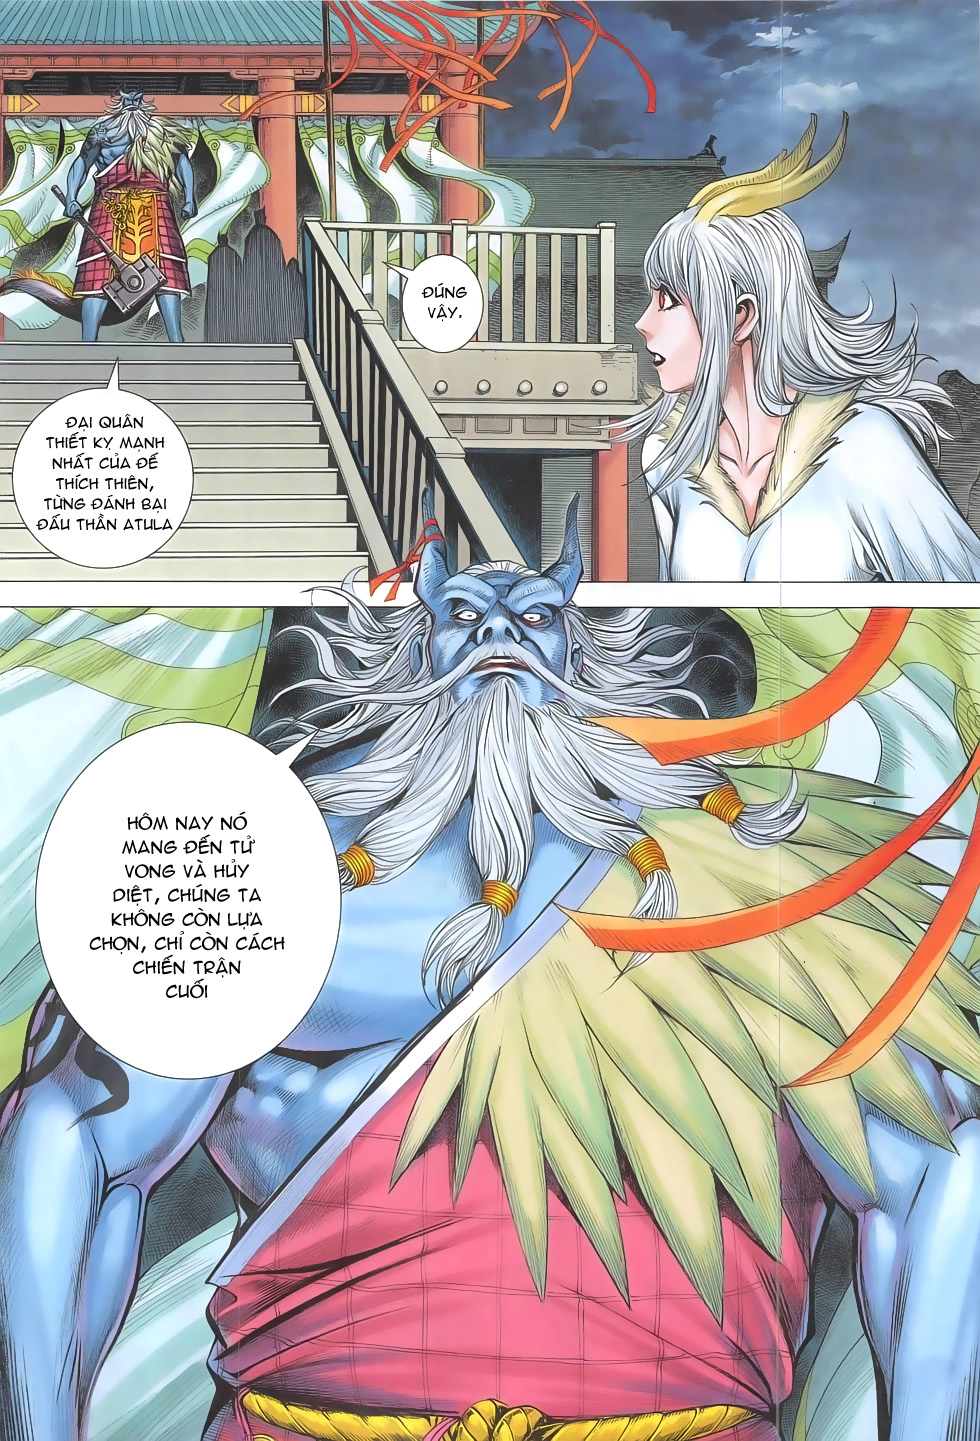 ĐÚNG
VẬY.
ĐẠI QUÂN
THIẾT KỴ MẠNH
NHẤT CỦA ĐẾ
THÍCH THIÊN,
TỪNG ĐÁNH BẠI
ĐẤU THẦN ATULA
HÔM NAY NÓ
MANG ĐẾN TỬ
VONG VÀ HỦY
DIỆT, CHÚNG TA
KHÔNG CÒN LỰA
CHỌN, CHỈ CÒN CÁCH
CHIẾN TRẬN
CUỐI